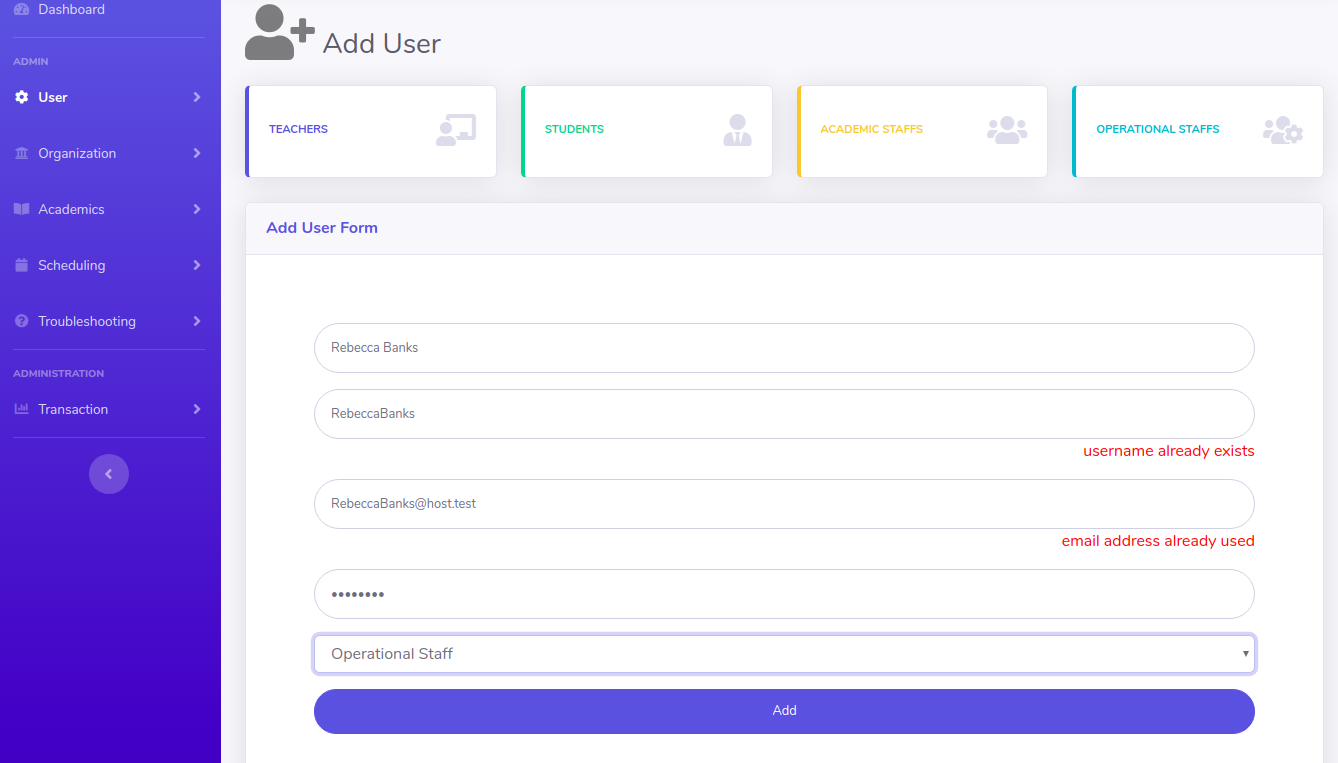 Dashboard
ADMIN
User
Organization
Academics
Scheduling
Troubleshooting
ADMINISTRATION
Transaction
Add User
TEACHERS
STUDENTS
ACADEMIC STAFFS
OPERATIONAL STAFFS
Add User Form
Rebecca Banks
RebeccaBanks
username already exists
RebeccaBanks@host.test
email address already used
••••••••
Operational Staff
Add